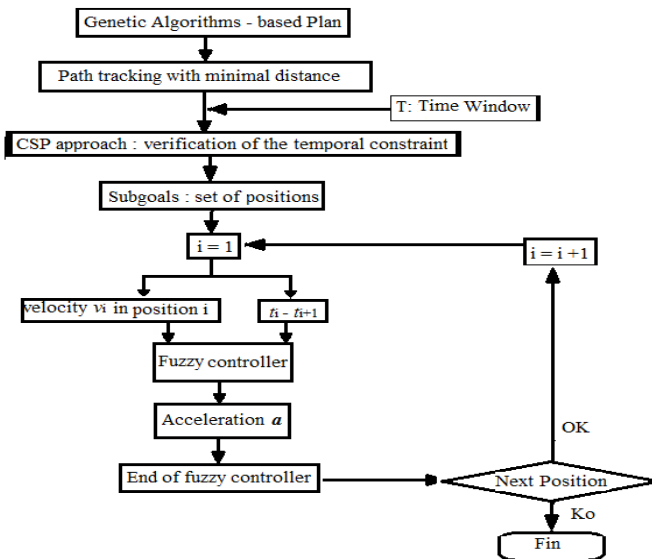 Genetic Algorithms - based Plan
Path tracking with minimal distance
T: Time Window
CSP approach : verification of the temporal constraint
Subgoals : set of positions
i = 1
i = i +1
velocity vi in position i
ti - ti+1
Fuzzy controller
Acceleration a
OK
End of fuzzy controller
Next Position
Ko
Fin